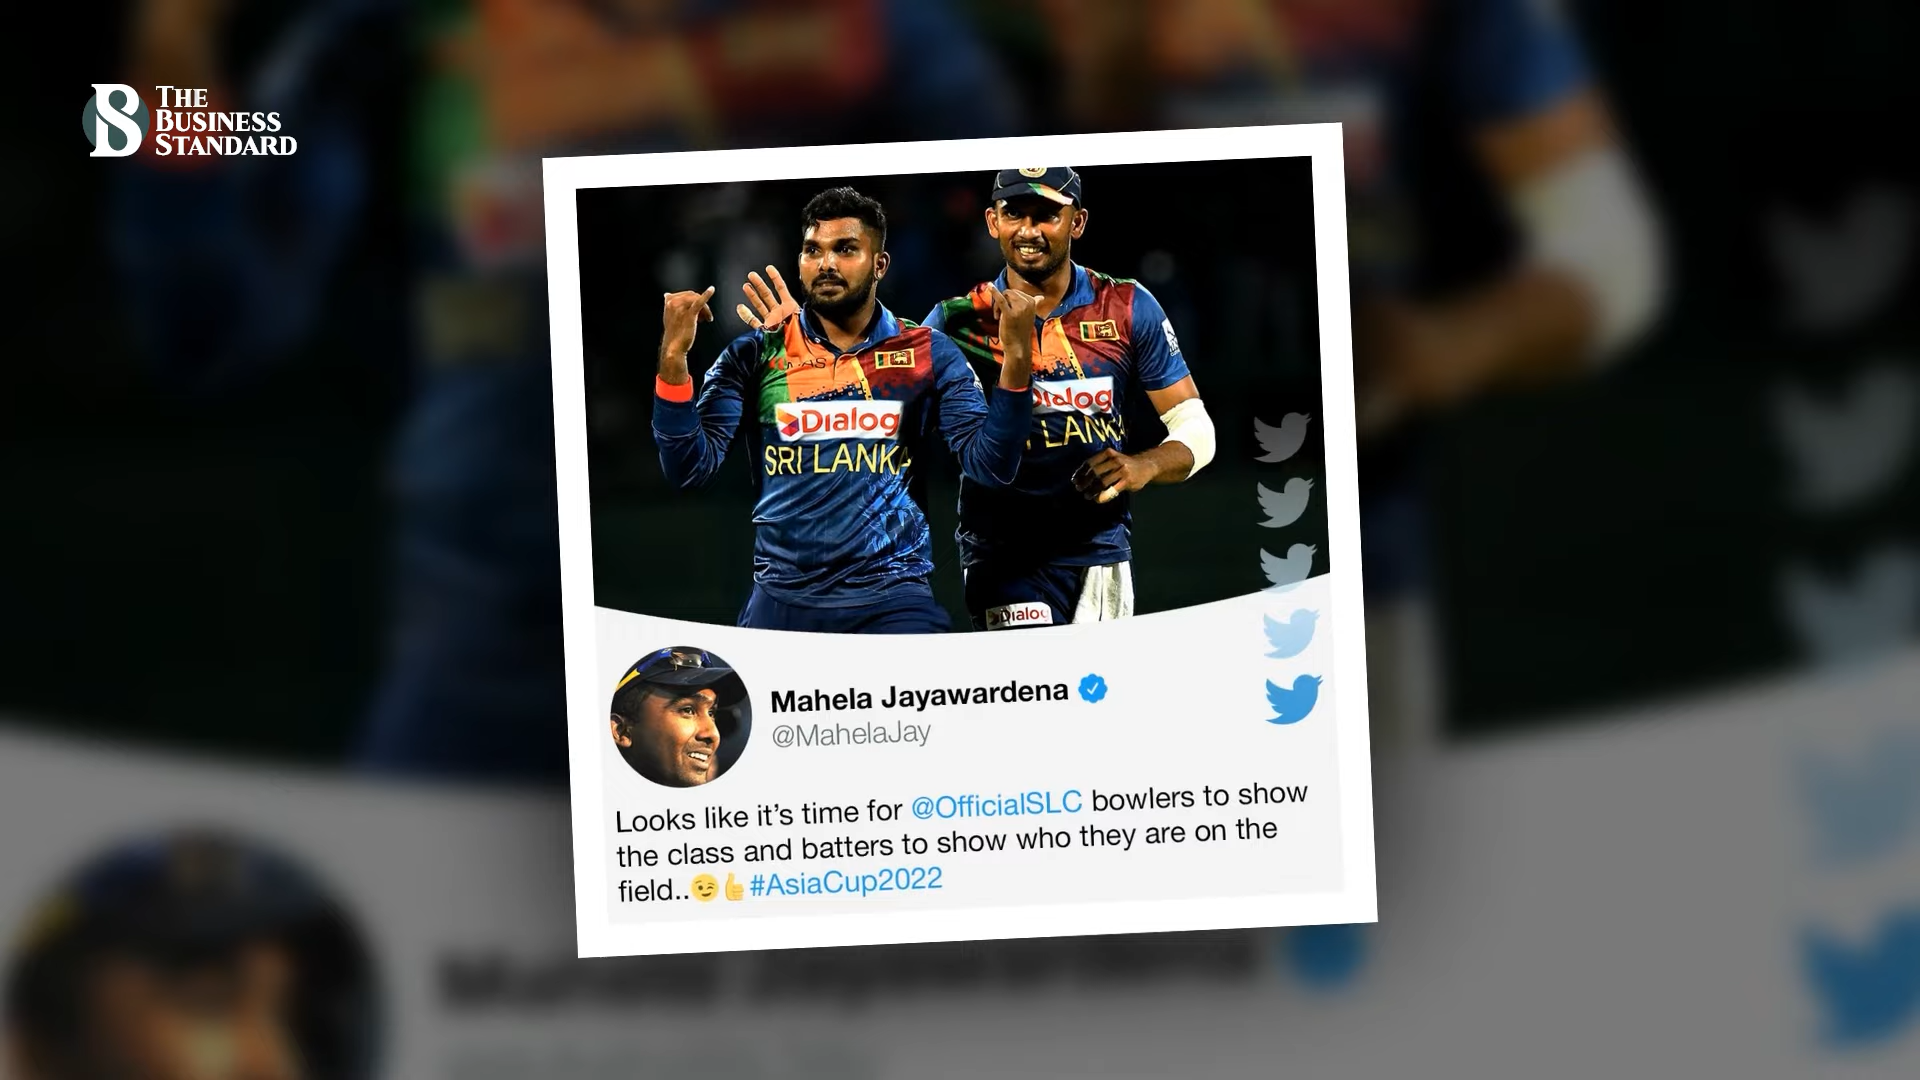 THE
BUSINESS
STANDARD
Dialog
SRI LANKA
Dialog
LANKA
Dialog
Mahela Jayawardena
@MahelaJay
Looks like it's time for @OfficialSLC bowlers to show
the class and batters to show who they are on the
field..😉👍#AsiaCup2022